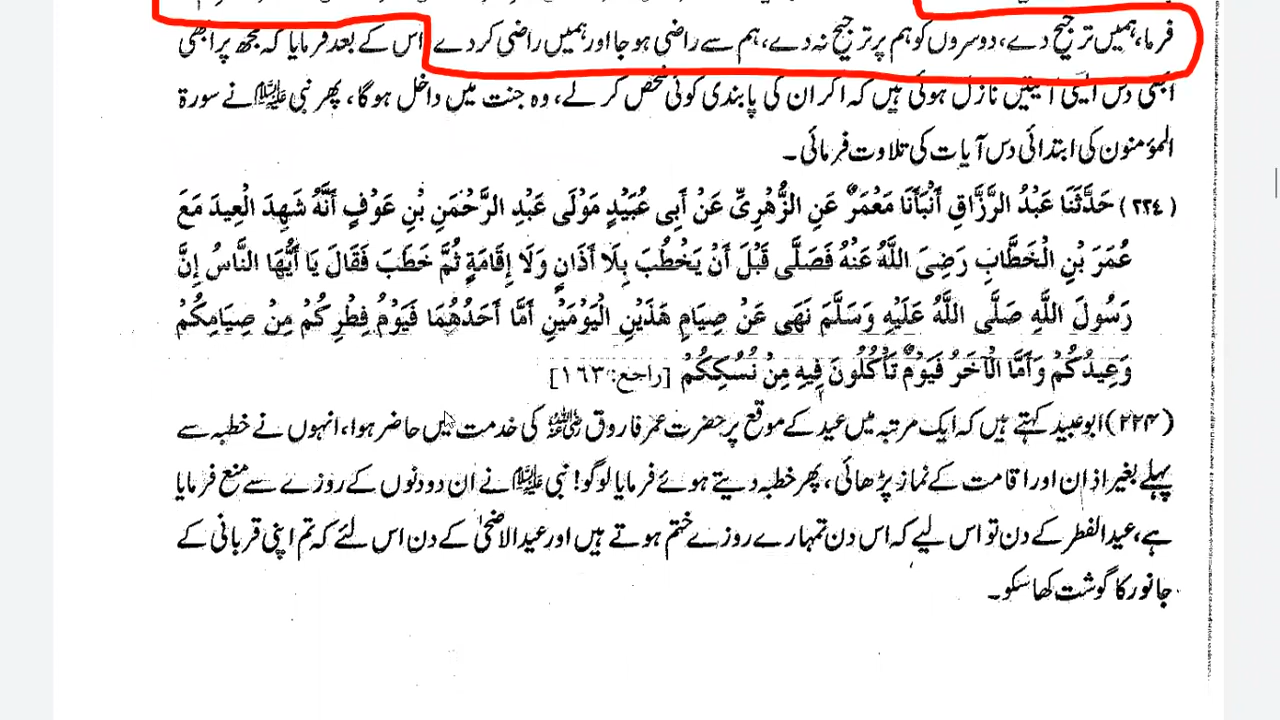 فرما، ہمیں ترجیح دے، دوسروں کو ہم پر ترجیح نہ دے، ہم سے راضی ہو جا اور ہمیں راضی کر دے اس کے بعد فرمایا کہ مجھ پر ابھی
ابھی دس ایسی آیتیں نازل ہوئی ہیں کہ اگر ان کی پابندی کوئی شخص کر لے، وہ جنت میں داخل ہوگا، پھر نبی علیہ السلام نے سورۃ
المؤمنون کی ابتدائی دس آیات کی تلاوت فرمائی۔
(۲۲٤) حَدَّثَنَا عَبْدُ الرَّزَّاقِ أَنْبَأَنَا مَعْمَرٌ عَنِ الزُّهْرِيِّ عَنْ أَبِي عُبَيْدٍ مَوْلَى عَبْدِ الرَّحْمَنِ بْنِ عَوْفٍ أَنَّهُ شَهِدَ الْعِيدَ مَعَ
عُمَرَ بْنِ الْخَطَّابِ رَضِيَ اللَّهُ عَنْهُ فَصَلَّى قَبْلَ أَنْ يَخْطُبَ بِلَا أَذَانٍ وَلَا إِقَامَةٍ ثُمَّ خَطَبَ فَقَالَ يَا أَيُّهَا النَّاسُ إِنَّ
رَسُولَ اللَّهِ صَلَّى اللَّهُ عَلَيْهِ وَسَلَّمَ نَهَى عَنْ صِيَامِ هَذَيْنِ الْيَوْمَيْنِ أَمَّا أَحَدُهُمَا فَيَوْمُ فِطْرِكُمْ مِنْ صِيَامِكُمْ
وَعِيدُكُمْ وَأَمَّا الْآخَرُ فَيَوْمٌ تَأْكُلُونَ فِيهِ مِنْ نُسُكِكُمْ [راجع: ١٦٣]
(۲۲۴) ابو عبید کہتے ہیں کہ ایک مرتبہ میں عید کے موقع پر حضرت عمر فاروق رضی اللہ عنہ کی خدمت میں حاضر ہوا، انہوں نے خطبہ سے
پہلے بغیر اذان اور اقامت کے نماز پڑھائی، پھر خطبہ دیتے ہوئے فرمایا لوگو! نبی علیہ السلام نے ان دو دنوں کے روزے سے منع فرمایا
ہے، عید الفطر کے دن تو اس لیے کہ اس دن تمہارے روزے ختم ہوتے ہیں اور عید الاضحیٰ کے دن اس لئے کہ تم اپنی قربانی کے
جانور کا گوشت کھا سکو۔